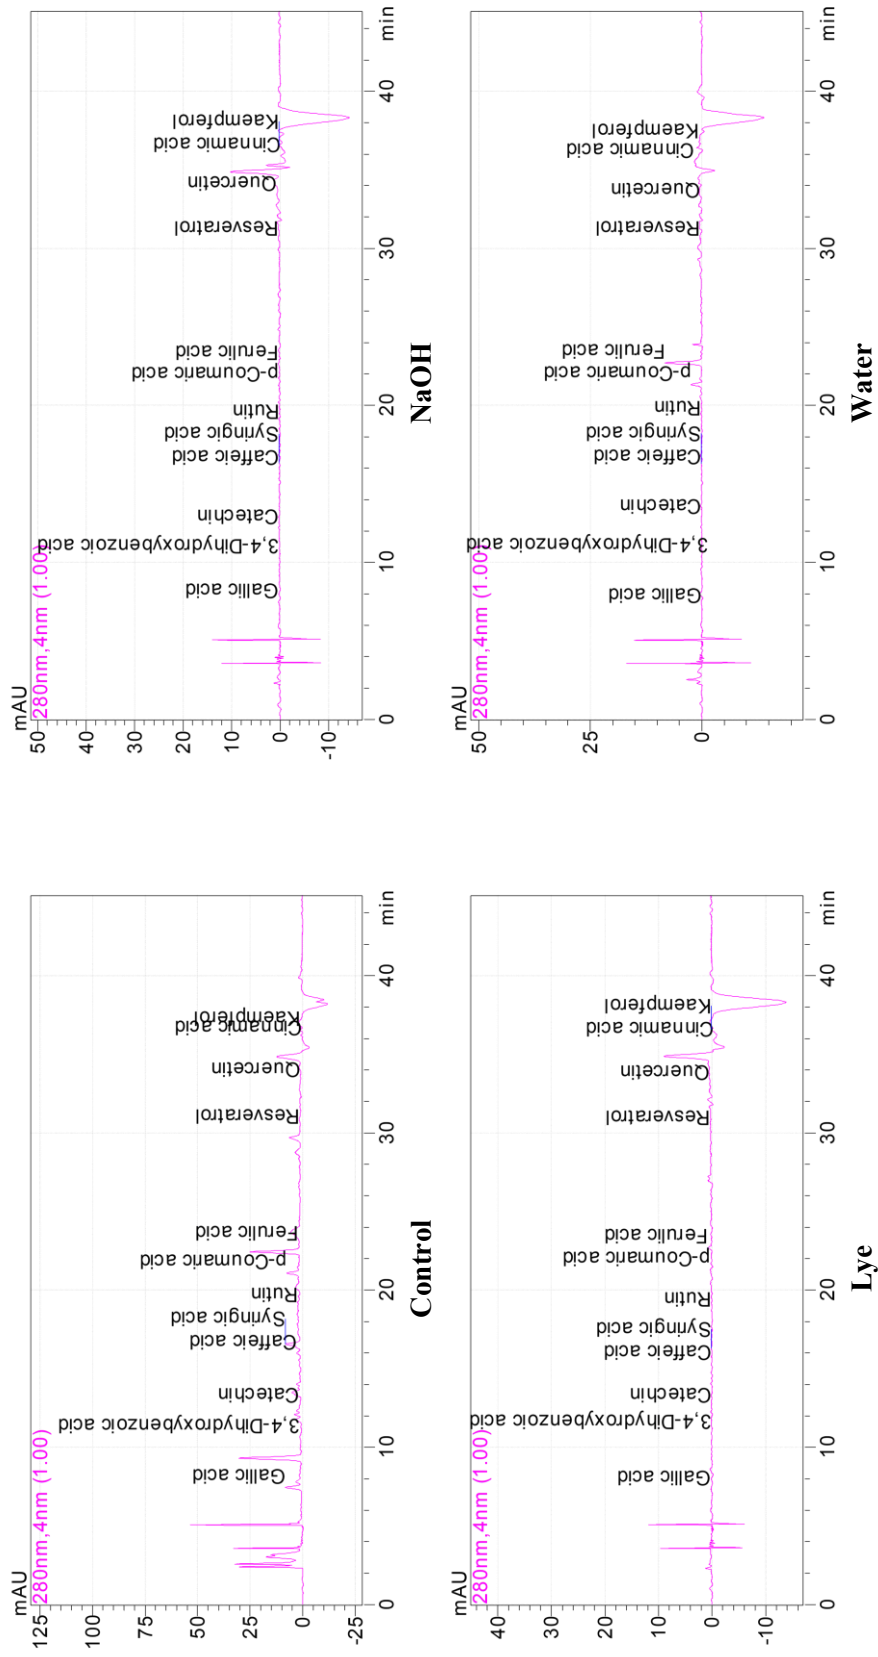 mAU
280nm,4nm (1.00)
125
100
75
50
25
0
-25
Gallic acid
3,4-Dihydroxybenzoic acid
Catechin
Caffeic acid
Syringic acid
Rutin
p-Coumaric acid
Ferulic acid
Resveratrol
Quercetin
Cinnamic acid
Kaempferol
0 10 20 30 40 min
Control
mAU
280nm,4nm (1.00)
50
40
30
20
10
0
-10
Gallic acid
3,4-Dihydroxybenzoic acid
Catechin
Caffeic acid
Syringic acid
Rutin
p-Coumaric acid
Ferulic acid
Resveratrol
Quercetin
Cinnamic acid
Kaempferol
0 10 20 30 40 min
NaOH
mAU
280nm,4nm (1.00)
40
30
20
10
0
-10
Gallic acid
3,4-Dihydroxybenzoic acid
Catechin
Caffeic acid
Syringic acid
Rutin
p-Coumaric acid
Ferulic acid
Resveratrol
Quercetin
Cinnamic acid
Kaempferol
0 10 20 30 40 min
Lye
mAU
280nm,4nm (1.00)
50
25
0
Gallic acid
3,4-Dihydroxybenzoic acid
Catechin
Caffeic acid
Syringic acid
Rutin
p-Coumaric acid
Ferulic acid
Resveratrol
Quercetin
Cinnamic acid
Kaempferol
0 10 20 30 40 min
Water